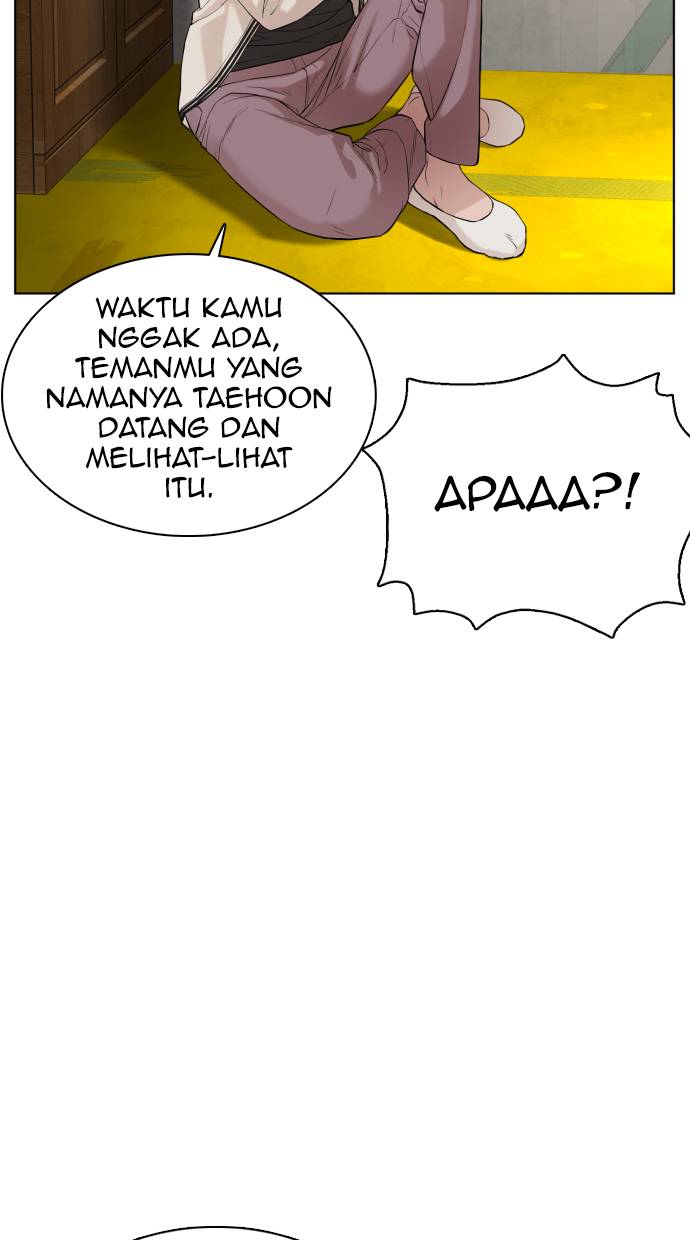 WAKTU KAMU
NGGAK ADA,
TEMANMU YANG
NAMANYA TAEHOON
DATANG DAN
MELIHAT-LIHAT
ITU.
APAAA?!